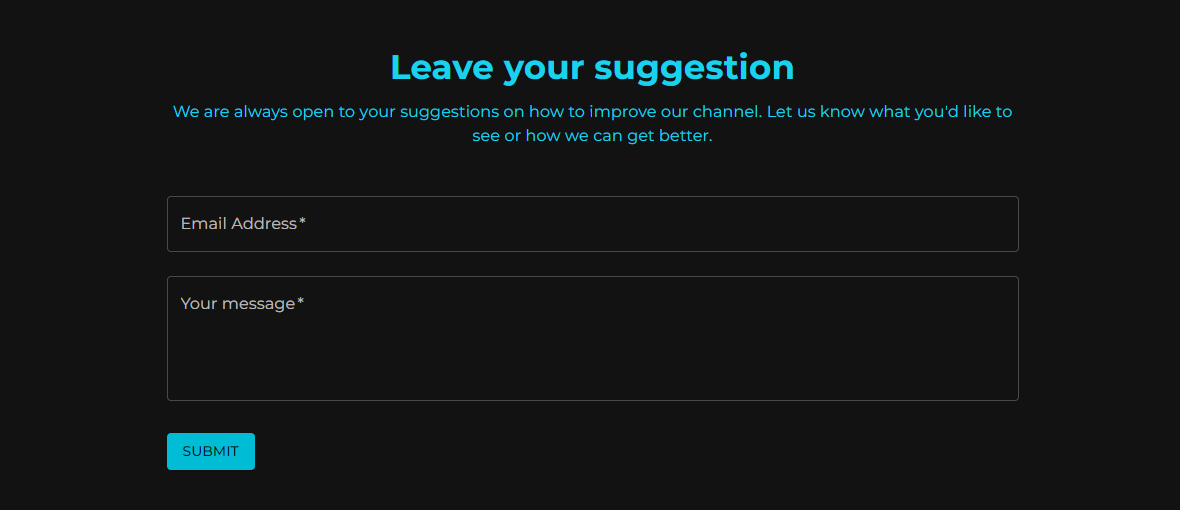 Leave your suggestion
We are always open to your suggestions on how to improve our channel. Let us know what you'd like to
see or how we can get better.
Email Address*
Your message*
SUBMIT